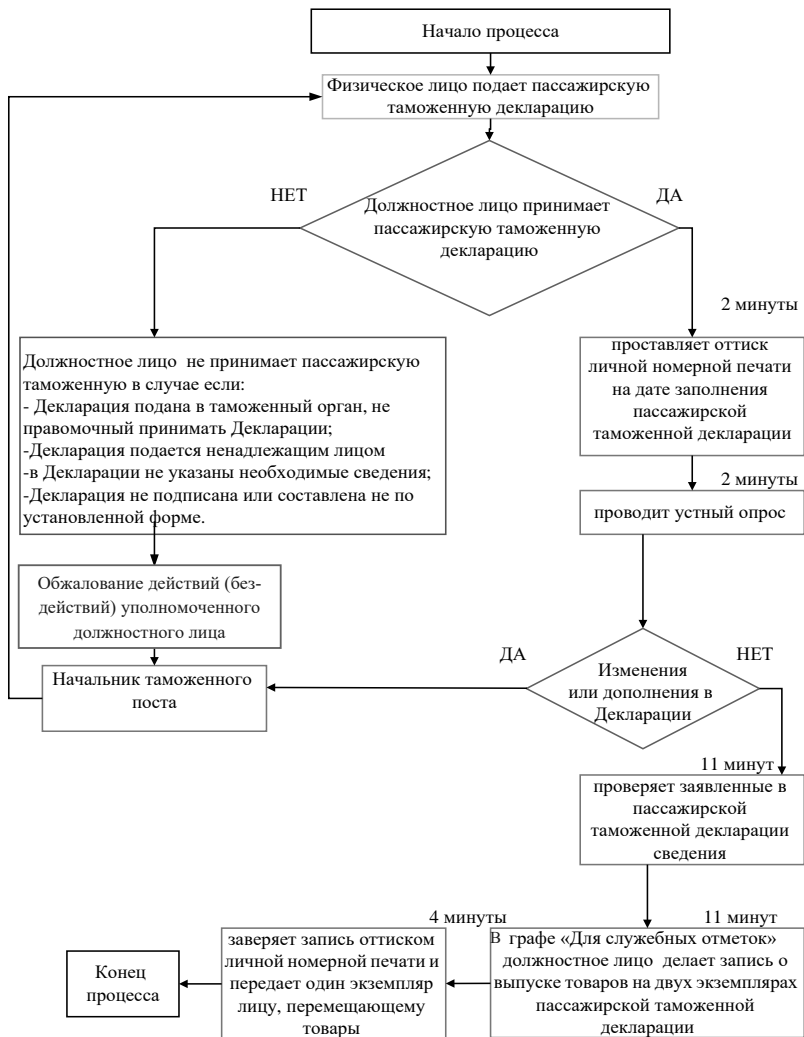 Начало процесса
Физическое лицо подает пассажирскую
таможенную декларацию
НЕТ
ДА
Должностное лицо принимает
пассажирскую таможенную
декларацию
2 минуты
Должностное лицо не принимает пассажирскую
таможенную в случае если:
- Декларация подана в таможенный орган, не
правомочный принимать Декларации;
-Декларация подается ненадлежащим лицом
-в Декларации не указаны необходимые сведения;
-Декларация не подписана или составлена не по
установленной форме.
проставляет оттиск
личной номерной печати
на дате заполнения
пассажирской
таможенной декларации
2 минуты
проводит устный опрос
Обжалование действий (без-
действий) уполномоченного
должностного лица
Начальник таможенного
поста
ДА
НЕТ
Изменения
или дополнения в
Декларации
11 минут
проверяет заявленные в
пассажирской
таможенной декларации
сведения
11 минут
В графе «Для служебных отметок»
должностное лицо делает запись о
выпуске товаров на двух экземплярах
пассажирской таможенной
декларации
4 минуты
заверяет запись оттиском
личной номерной печати и
передает один экземпляр
лицу, перемещающему
товары
Конец
процесса